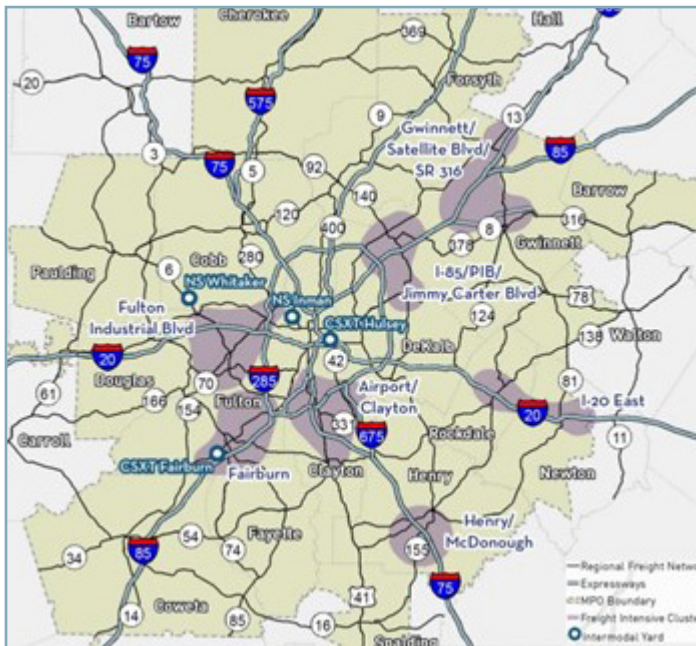 Bartow
Cherokee
Hall
75
369
20
Forsyth
575
9
13
Gwinnett/
Satellite Blvd/
SR 316
85
3
75
5
92
140
120
Barrow
400
8
316
Cobb
280
378
Gwinnett
Paulding
6
NS Whitaker
I-85/PIB/
Jimmy Carter Blvd
78
Fulton
Industrial Blvd
NS Inman
CSXT Hulsey
124
Walton
138
20
42
DeKalb
Douglas
70
285
Airport/
Clayton
81
61
166
154
Fulton
20
I-20 East
331
675
Rockdale
11
Carroll
CSXT Fairburn
Fairburn
Clayton
Henry
Newton
Henry/
McDonough
Fayette
54
34
85
74
155
75
Coweta
41
14
85
16
Spalding
Regional Freight Netw
Expressways
MPO Boundary
Freight Intensive Cluste
Intermodal Yard